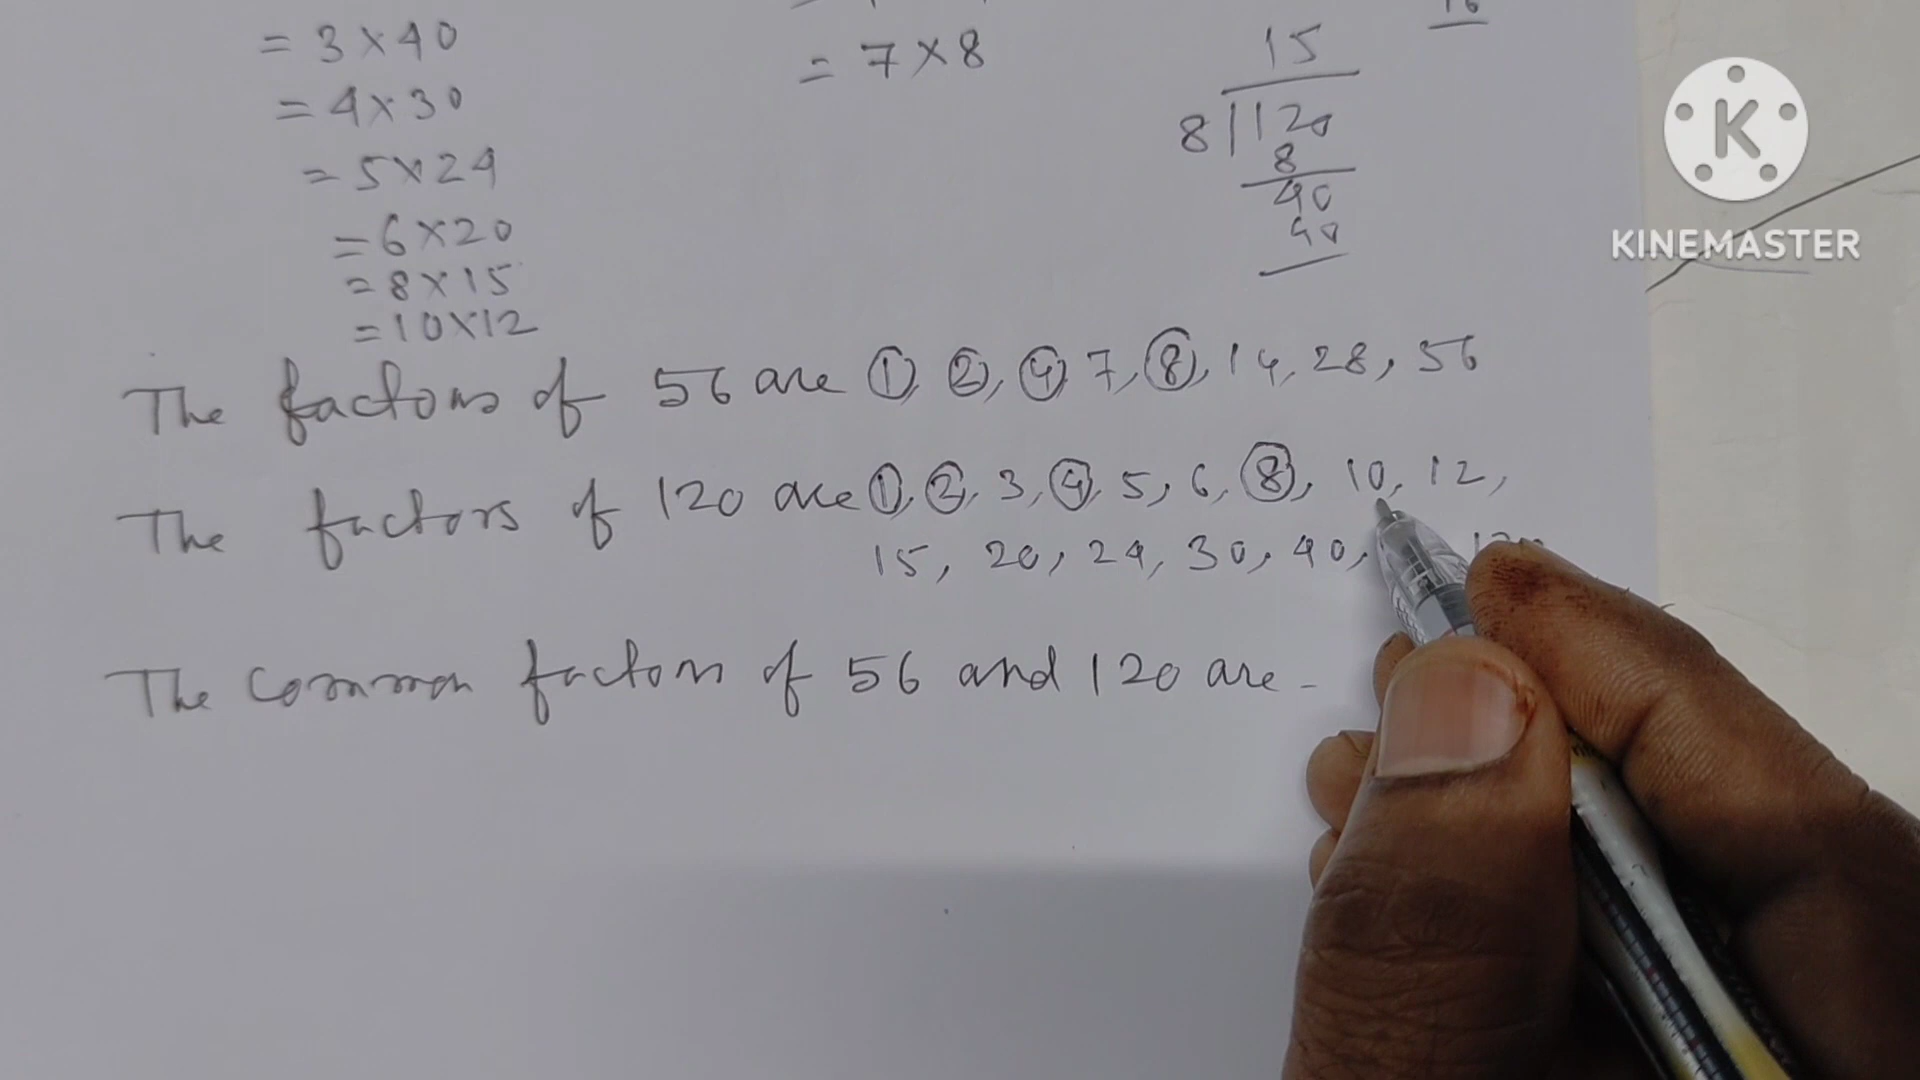 = 3 × 40
= 4 × 30
= 5 × 24
= 6 × 20
= 8 × 15
= 10 × 12
= 7 × 8
15
8 | 120
8
40
40
KINEMASTER
The factors of 56 are 1, 2, 4, 7, 8, 14, 28, 56
The factors of 120 are 1, 2, 3, 4, 5, 6, 8, 10, 12,
15, 20, 24, 30, 40,
The common factors of 56 and 120 are -